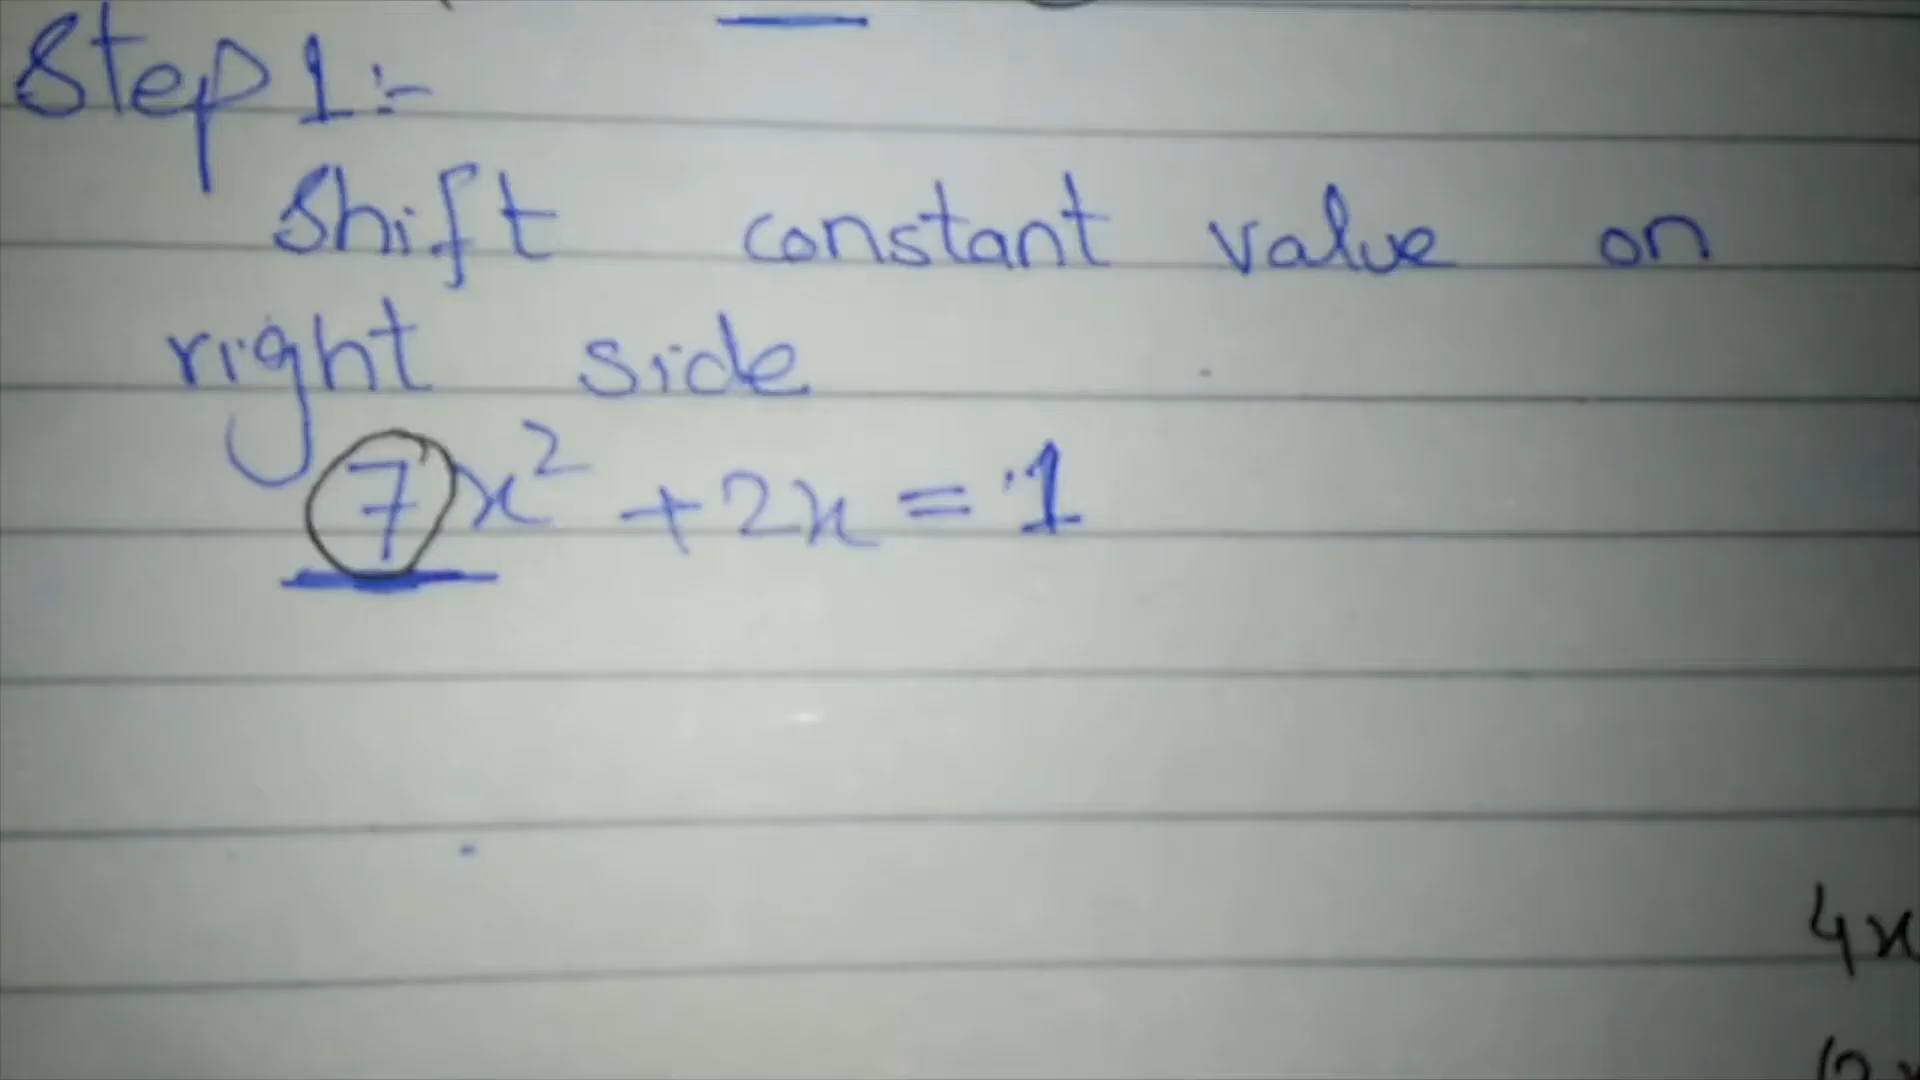 Step 1:-
Shift constant value on
right side
7x² + 2x = 1
4x